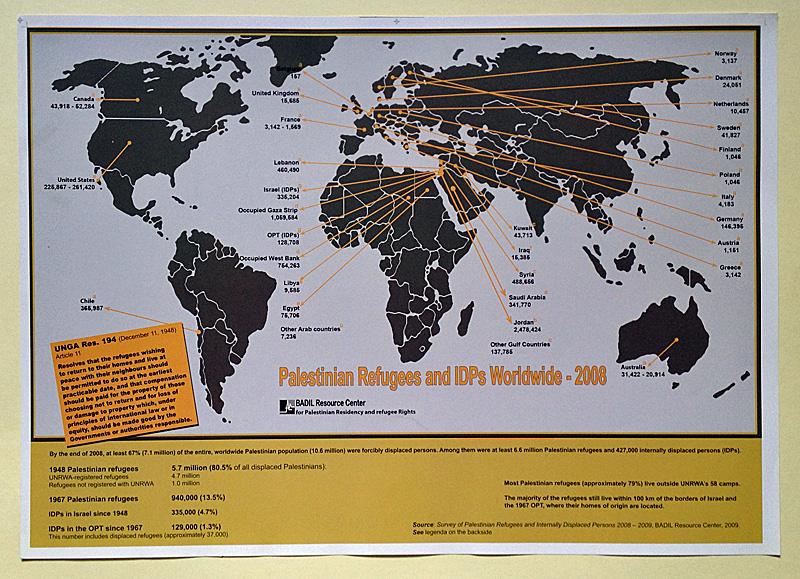 Norway
3,137
Denmark
24,051
Netherlands
10,457
Sweden
41,827
Finland
1,046
Poland
1,046
Italy
4,183
Germany
146,395
Austria
1,151
Greece
3,142
Belgium
157
United Kingdom
15,685
France
3,142 - 1,569
Canada
43,918 - 52,284
United States
225,867 - 261,420
Lebanon
460,490
Israel (IDPs)
335,204
Occupied Gaza Strip
1,059,584
OPT (IDPs)
128,708
Occupied West Bank
754,263
Libya
9,585
Egypt
75,706
Other Arab countries
7,236
Kuwait
43,713
Iraq
15,385
Syria
488,656
Saudi Arabia
341,770
Jordan
2,478,424
Other Gulf Countries
137,785
Chile
365,987
Australia
31,422 - 20,914
UNGA Res. 194 (December 11, 1948)
Article 11
Resolves that the refugees wishing
to return to their homes and live at
peace with their neighbours should
be permitted to do so at the earliest
practicable date, and that compensation
should be paid for the property of those
choosing not to return and for loss of
or damage to property which, under
principles of international law or in
equity, should be made good by the
Governments or authorities responsible.
Palestinian Refugees and IDPs Worldwide - 2008
BADIL Resource Center
for Palestinian Residency and refugee Rights
By the end of 2008, at least 67% (7.1 million) of the entire, worldwide Palestinian population (10.6 million) were forcibly displaced persons. Among them were at least 6.6 million Palestinian refugees and 427,000 internally displaced persons (IDPs).
1948 Palestinian refugees 5.7 million (80.5% of all displaced Palestinians):
UNRWA-registered refugees 4.7 million
Refugees not registered with UNRWA 1.0 million
1967 Palestinian refugees 940,000 (13.5%)
IDPs in Israel since 1948 335,000 (4.7%)
IDPs in the OPT since 1967 129,000 (1.3%)
This number includes displaced refugees (approximately 37,000)
Most Palestinian refugees (approximately 79%) live outside UNRWA's 58 camps.
The majority of the refugees still live within 100 km of the borders of Israel and
the 1967 OPT, where their homes of origin are located.
Source: Survey of Palestinian Refugees and Internally Displaced Persons 2008 – 2009, BADIL Resource Center, 2009.
See legenda on the backside